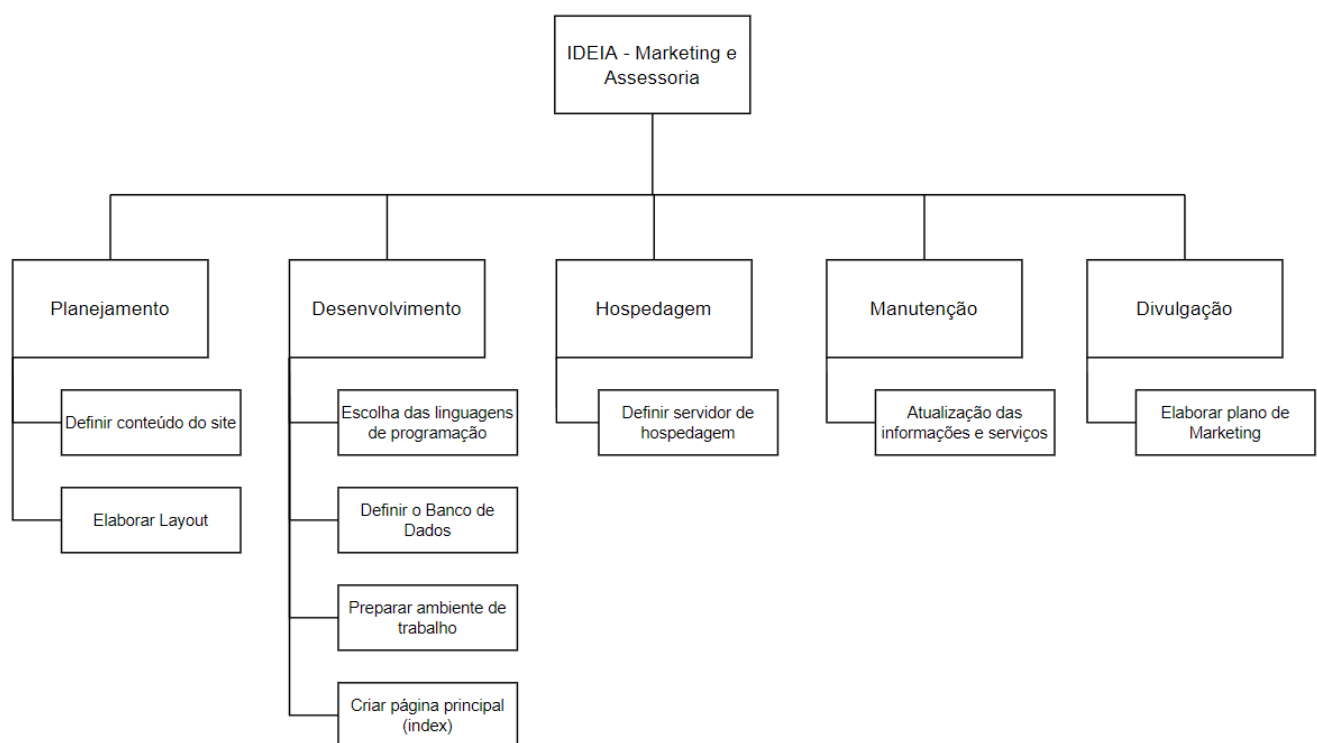 IDEIA - Marketing e
Assessoria
Planejamento
Desenvolvimento
Hospedagem
Manutenção
Divulgação
Definir conteúdo do site
Elaborar Layout
Escolha das linguagens
de programação
Definir o Banco de
Dados
Preparar ambiente de
trabalho
Criar página principal
(index)
Definir servidor de
hospedagem
Atualização das
informações e serviços
Elaborar plano de
Marketing